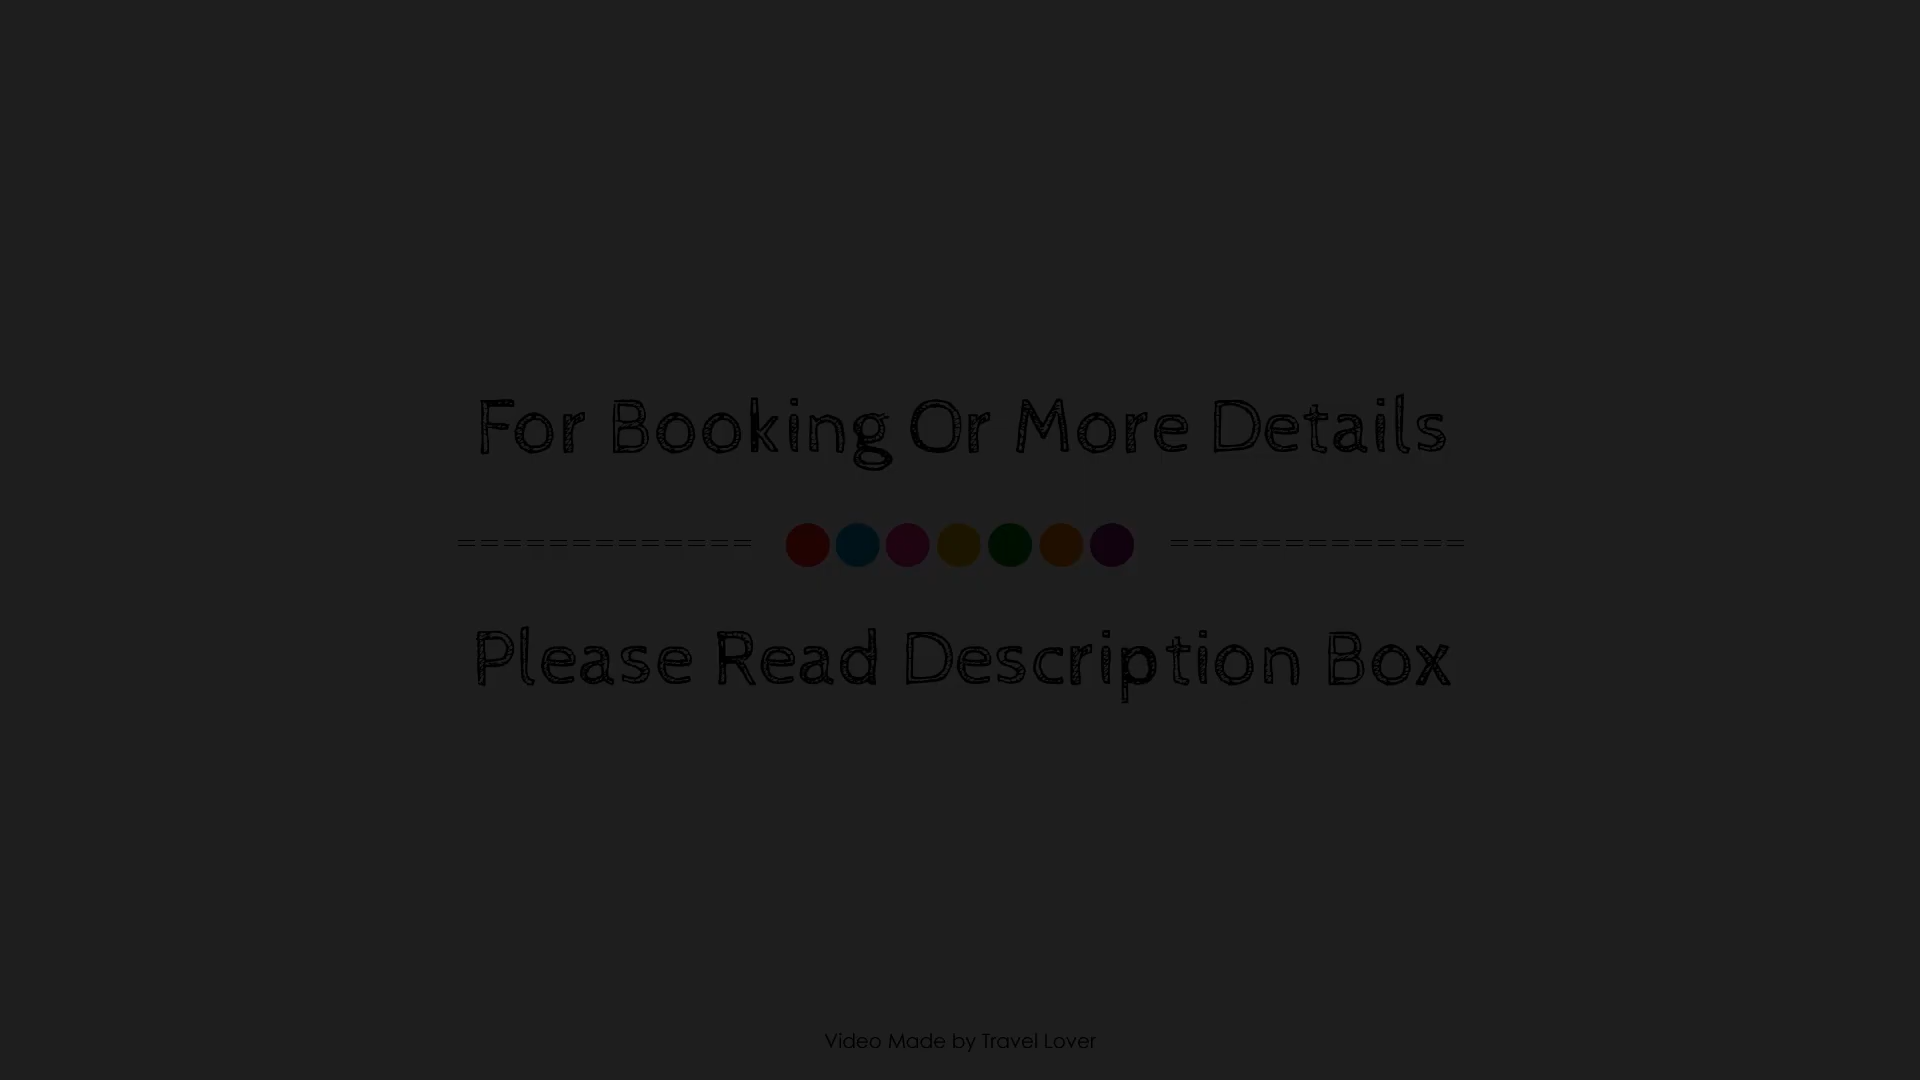 For Booking Or More Details
============= =============
Please Read Description Box
Video Made by Travel Lover